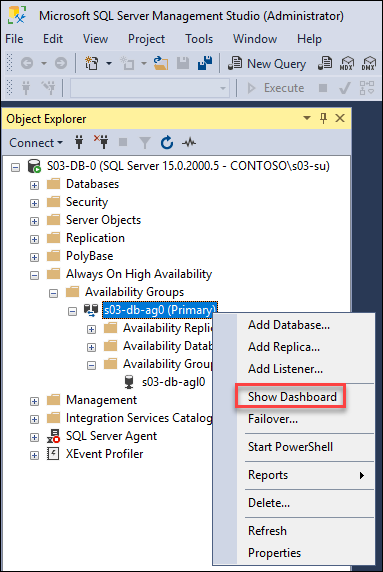 Microsoft SQL Server Management Studio (Administrator)
File Edit View Project Tools Window Help
New Query MDX DMX
Execute
Object Explorer
Connect
S03-DB-0 (SQL Server 15.0.2000.5 - CONTOSO\s03-su)
Databases
Security
Server Objects
Replication
PolyBase
Always On High Availability
Availability Groups
s03-db-ag0 (Primary)
Availability Replic
Availability Datab
Availability Group
s03-db-agl0
Management
Integration Services Catalog
SQL Server Agent
XEvent Profiler
Add Database...
Add Replica...
Add Listener...
Show Dashboard
Failover...
Start PowerShell
Reports
Delete...
Refresh
Properties